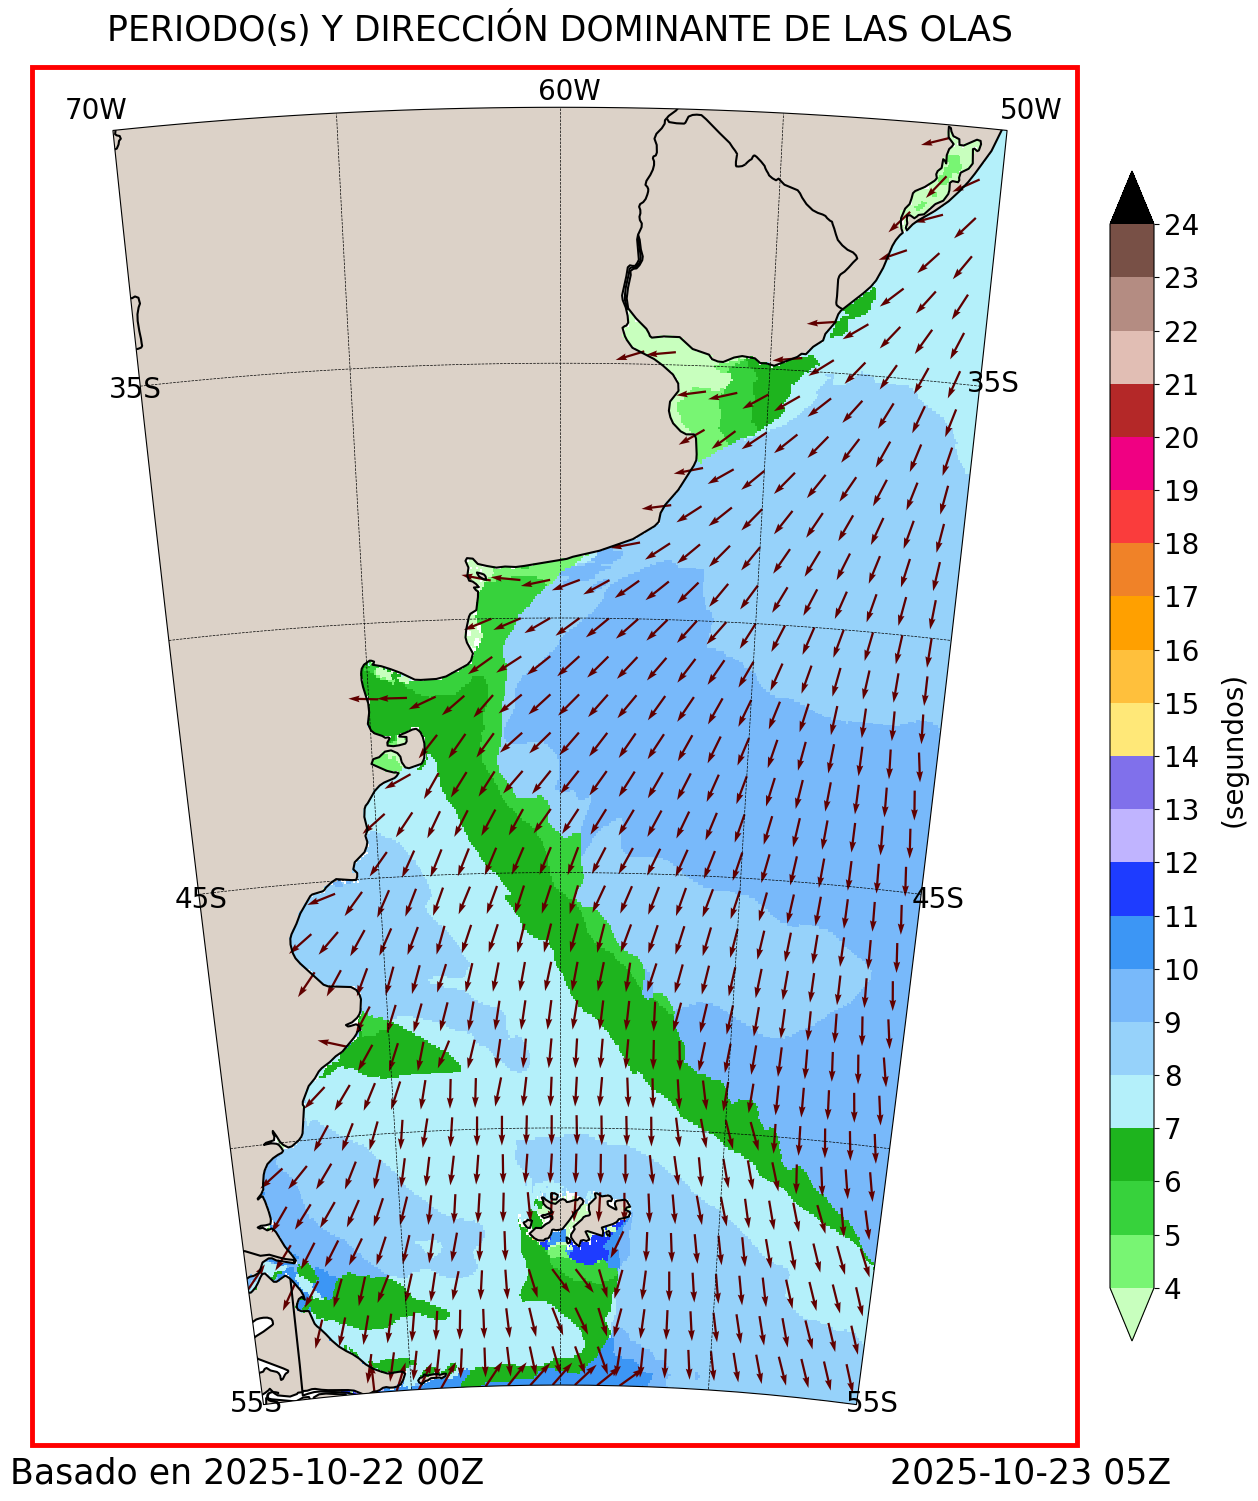 PERIODO(s) Y DIRECCIÓN DOMINANTE DE LAS OLAS
70W
60W
50W
35S
35S
45S
45S
55S
55S
24
23
22
21
20
19
18
17
16
15
14
13
12
11
10
9
8
7
6
5
4
(segundos)
Basado en 2025-10-22 00Z
2025-10-23 05Z